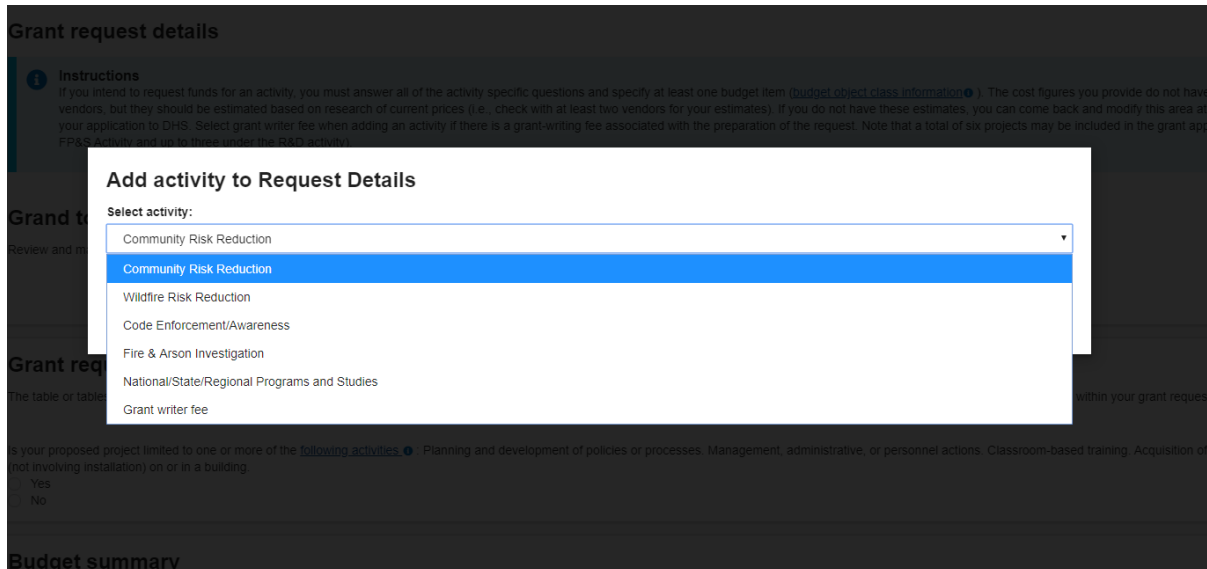 Grant request details
Instructions
If you intend to request funds for an activity, you must answer all of the activity specific questions and specify at least one budget item (budget object class information). The cost figures you provide do not have
vendors, but they should be estimated based on research of current prices (i.e., check with at least two vendors for your estimates). If you do not have these estimates, you can come back and modify this area at
your application to DHS. Select grant writer fee when adding an activity if there is a grant-writing fee associated with the preparation of the request. Note that a total of six projects may be included in the grant app
FP&S Activity and up to three under the R&D activity).
Add activity to Request Details
Select activity:
Grand to
Community Risk Reduction
Review and ma
Community Risk Reduction
Wildfire Risk Reduction
Code Enforcement/Awareness
Fire & Arson Investigation
Grant requ
National/State/Regional Programs and Studies
The table or tables
within your grant reques
Grant writer fee
Is your proposed project limited to one or more of the following activities : Planning and development of policies or processes. Management, administrative, or personnel actions. Classroom-based training. Acquisition of
(not involving installation) on or in a building.
Yes
No
Budget summary